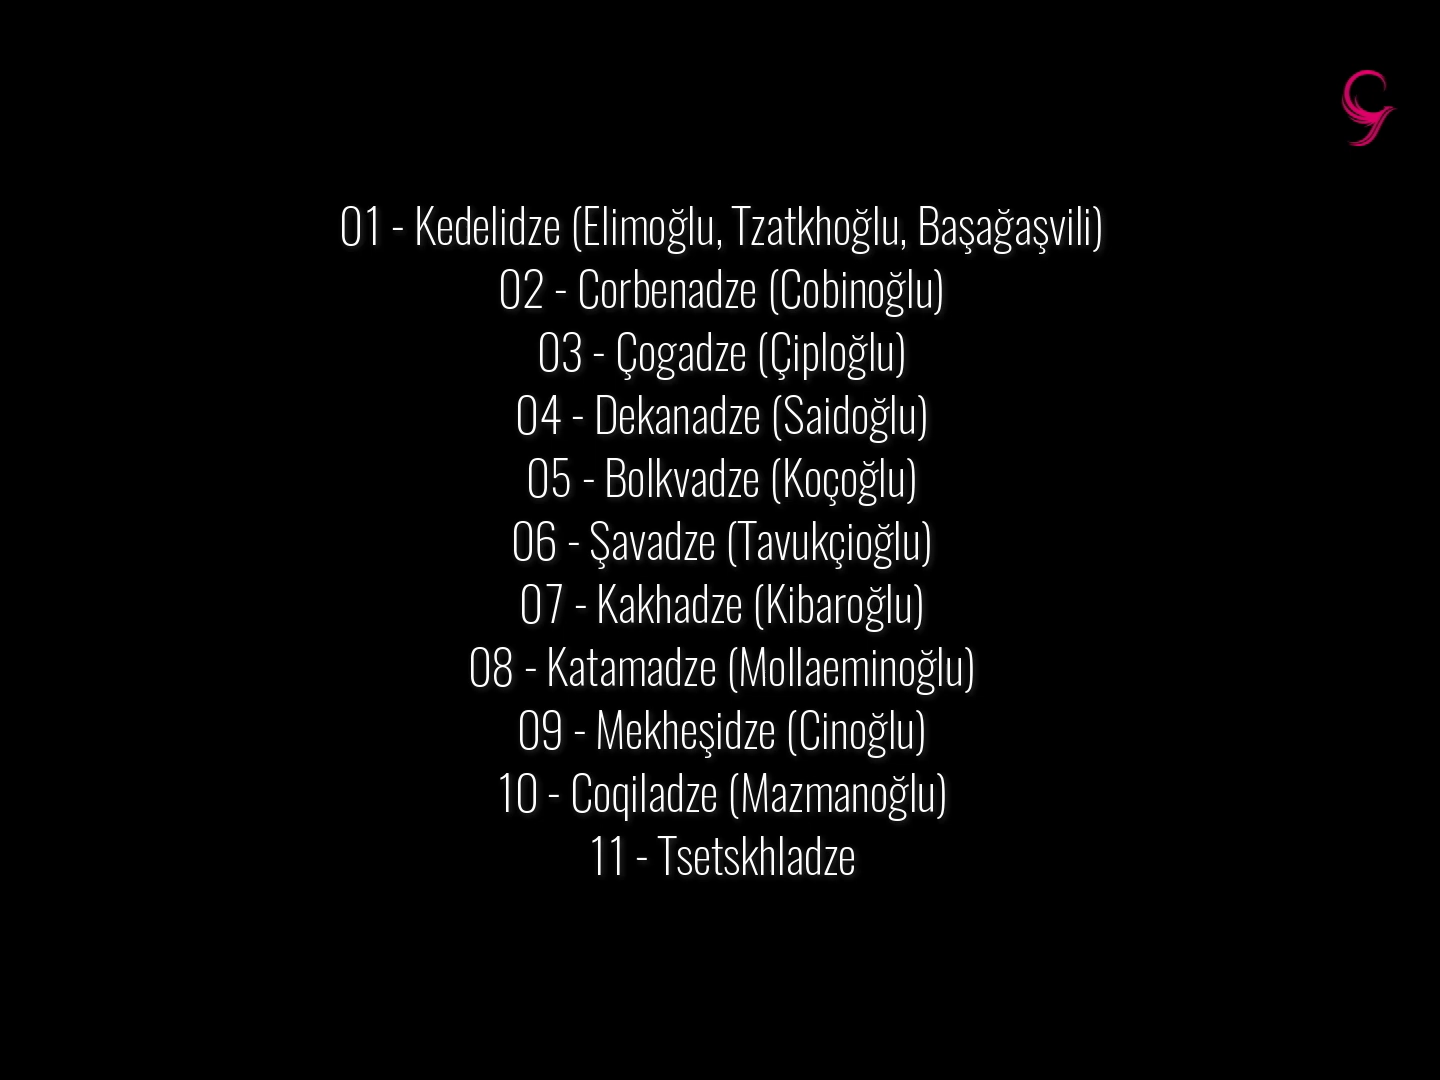 01 - Kedelidze (Elimoğlu, Tzatkhoğlu, Başağaşvili)
02 - Corbenadze (Cobinoğlu)
03 - Çogadze (Çiploğlu)
04 - Dekanadze (Saidoğlu)
05 - Bolkvadze (Koçoğlu)
06 - Şavadze (Tavukçioğlu)
07 - Kakhadze (Kibaroğlu)
08 - Katamadze (Mollaeminoğlu)
09 - Mekheşidze (Cinoğlu)
10 - Coqiladze (Mazmanoğlu)
11 - Tsetskhladze